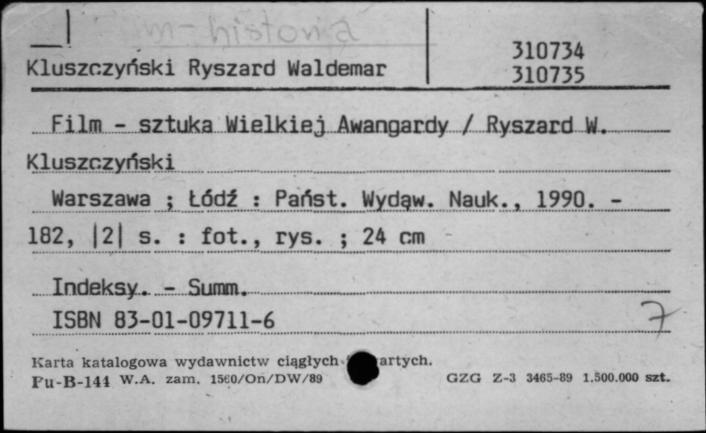 m-historia
Kluszczyński Ryszard Waldemar
310734
310735
Film - sztuka Wielkiej Awangardy / Ryszard W.
Kluszczyński
Warszawa ; Łódź : Państ. Wydąw. Nauk., 1990. -
182, |2| s. : fot., rys. ; 24 cm
Indeksy. - Summ.
ISBN 83-01-09711-6
7
Karta katalogowa wydawnictw ciągłych artych.
Pu-B-144 W.A. zam. 1560/On/DW/89 GZG Z-3 3465-89 1.500.000 szt.